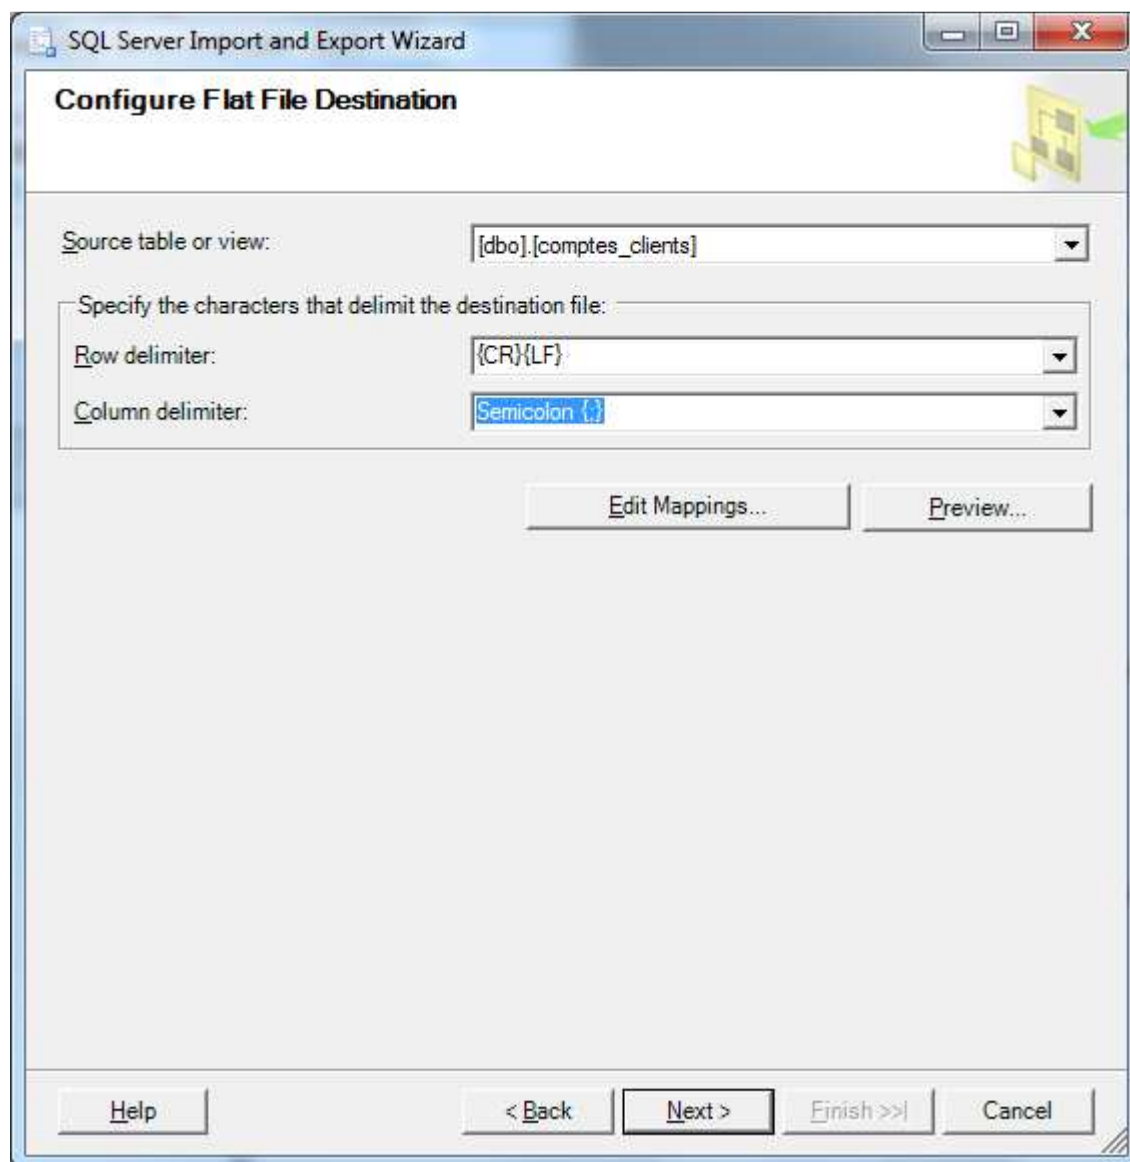 SQL Server Import and Export Wizard
Configure Flat File Destination
Source table or view: [dbo].[comptes_clients]
Specify the characters that delimit the destination file:
Row delimiter: {CR}{LF}
Column delimiter: Semicolon {;}
Edit Mappings... Preview...
Help < Back Next > Finish >>| Cancel